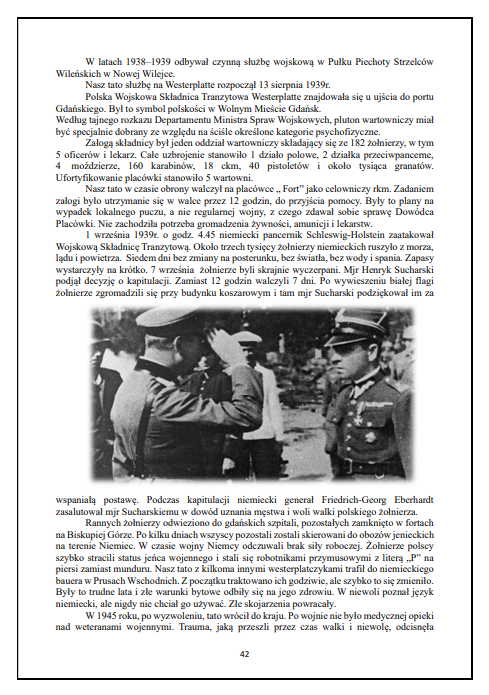 W latach 1938–1939 odbywał czynną służbę wojskową w Pułku Piechoty Strzelców
Wileńskich w Nowej Wilejce.
Nasz tato służbę na Westerplatte rozpoczął 13 sierpnia 1939r.
Polska Wojskowa Składnica Tranzytowa Westerplatte znajdowała się u ujścia do portu
Gdańskiego. Był to symbol polskości w Wolnym Mieście Gdańsk.
Według tajnego rozkazu Departamentu Ministra Spraw Wojskowych, pluton wartowniczy miał
być specjalnie dobrany ze względu na ściśle określone kategorie psychofizyczne.
Załogą składnicy był jeden oddział wartowniczy składający się ze 182 żołnierzy, w tym
5 oficerów i lekarz. Całe uzbrojenie stanowiło 1 działo polowe, 2 działka przeciwpancerne,
4 moździerze, 160 karabinów, 18 ckm, 40 pistoletów i około tysiąca granatów.
Ufortyfikowanie placówki stanowiło 5 wartowni.
Nasz tato w czasie obrony walczył na placówce „ Fort” jako celowniczy rkm. Zadaniem
załogi było utrzymanie się w walce przez 12 godzin, do przyjścia pomocy. Były to plany na
wypadek lokalnego puczu, a nie regularnej wojny, z czego zdawał sobie sprawę Dowódca
Placówki. Nie zachodziła potrzeba gromadzenia żywności, amunicji i lekarstw.
1 września 1939r. o godz. 4.45 niemiecki pancernik Schleswig-Holstein zaatakował
Wojskową Składnicę Tranzytową. Około trzech tysięcy żołnierzy niemieckich ruszyło z morza,
lądu i powietrza. Siedem dni bez zmiany na posterunku, bez światła, bez wody i spania. Zapasy
wystarczyły na krótko. 7 września żołnierze byli skrajnie wyczerpani. Mjr Henryk Sucharski
podjął decyzję o kapitulacji. Zamiast 12 godzin walczyli 7 dni. Po wywieszeniu białej flagi
żołnierze zgromadzili się przy budynku koszarowym i tam mjr Sucharski podziękował im za
wspaniałą postawę. Podczas kapitulacji niemiecki generał Friedrich-Georg Eberhardt
zasalutował mjr Sucharskiemu w dowód uznania męstwa i woli walki polskiego żołnierza.
Rannych żołnierzy odwieziono do gdańskich szpitali, pozostałych zamknięto w fortach
na Biskupiej Górze. Po kilku dniach wszyscy pozostali zostali skierowani do obozów jenieckich
na terenie Niemiec. W czasie wojny Niemcy odczuwali brak siły roboczej. Żołnierze polscy
szybko stracili status jeńca wojennego i stali się robotnikami przymusowymi z literą „P” na
piersi zamiast munduru. Nasz tato z kilkoma innymi westerplatczykami trafił do niemieckiego
bauera w Prusach Wschodnich. Z początku traktowano ich godziwie, ale szybko to się zmieniło.
Były to trudne lata i złe warunki bytowe odbiły się na jego zdrowiu. W niewoli poznał język
niemiecki, ale nigdy nie chciał go używać. Złe skojarzenia powracały.
W 1945 roku, po wyzwoleniu, tato wrócił do kraju. Po wojnie nie było medycznej opieki
nad weteranami wojennymi. Trauma, jaką przeszli przez czas walki i niewolę, odcisnęła
42